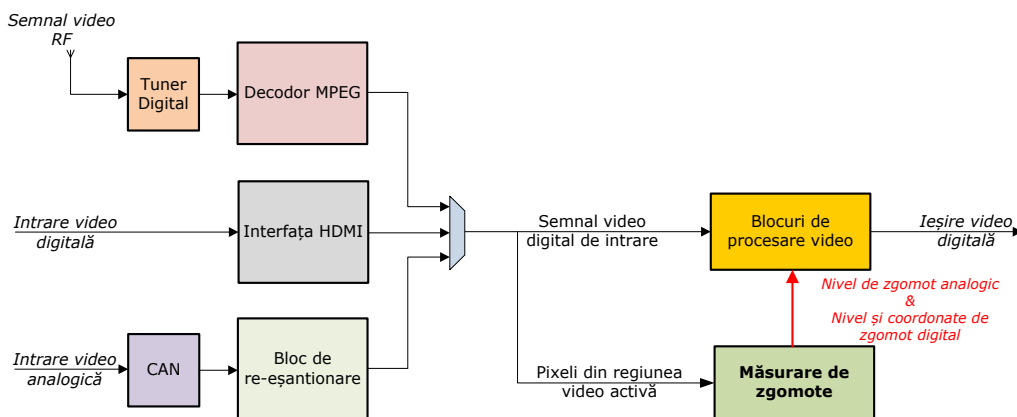 Semnal video
RF
Tuner
Digital
Decodor MPEG
Intrare video
digitală
Interfața HDMI
Semnal video
digital de intrare
Blocuri de
procesare video
Ieșire video
digitală
Nivel de zgomot analogic
&
Nivel și coordonate de
zgomot digital
Intrare video
analogică
CAN
Bloc de
re-eșantionare
Pixeli din regiunea
video activă
Măsurare de
zgomote